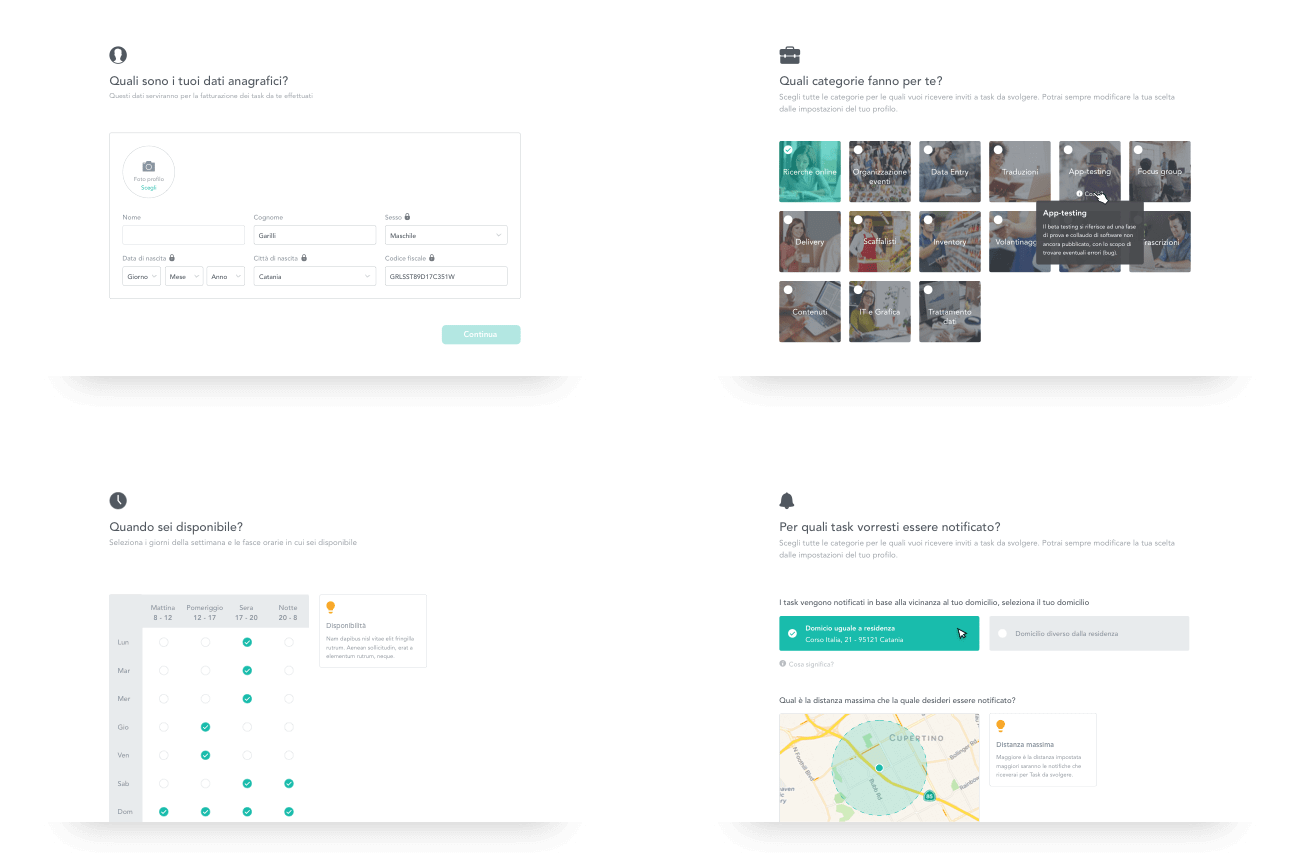 Quali sono i tuoi dati anagrafici?
Questi dati serviranno per la fatturazione dei task da te effettuati
Foto profilo
Scegli
Nome
Cognome
Sesso
Garilli
Maschile
Data di nascita
Città di nascita
Codice fiscale
Giorno
Mese
Anno
Catania
GRLSST89D17C351W
Continua
Quali categorie fanno per te?
Scegli tutte le categorie per le quali vuoi ricevere inviti a task da svolgere. Potrai sempre modificare la tua scelta
dalle impostazioni del tuo profilo.
Ricerche online
Organizzazione
eventi
Data Entry
Traduzioni
App-testing
Focus group
App-testing
Il beta testing si riferisce ad una fase
di prova e collaudo di software non
ancora pubblicato, con lo scopo di
trovare eventuali errori (bug).
Delivery
Scaffalisti
Inventory
Volantinagg
rascrizioni
Contenuti
IT e Grafica
Trattamento
dati
Quando sei disponibile?
Seleziona i giorni della settimana e le fasce orarie in cui sei disponibile
Mattina
8 - 12
Pomeriggio
12 - 17
Sera
17 - 20
Notte
20 - 8
Lun
Mar
Mer
Gio
Ven
Sab
Dom
Disponibilità
Nam dapibus nisl vitae elit fringilla
rutrum. Aenean sollicitudin, erat a
elementum rutrum, neque
Per quali task vorresti essere notificato?
Scegli tutte le categorie per le quali vuoi ricevere inviti a task da svolgere. Potrai sempre modificare la tua scelta
dalle impostazioni del tuo profilo.
I task vengono notificati in base alla vicinanza al tuo domicilio, seleziona il tuo domicilio
Domicio uguale a residenza
Corso Italia, 21 - 95121 Catania
Domicilio diverso dalla residenza
Cosa significa?
Qual è la distanza massima che la quale desideri essere notificato?
CUPERTINO
N Foothill Blvd
Bubb Rd
Bollinger Rd
Rainbow
85
Distanza massima
Maggiore è la distanza impostata
maggiori saranno le notifiche che
riceverai per Task da svolgere.